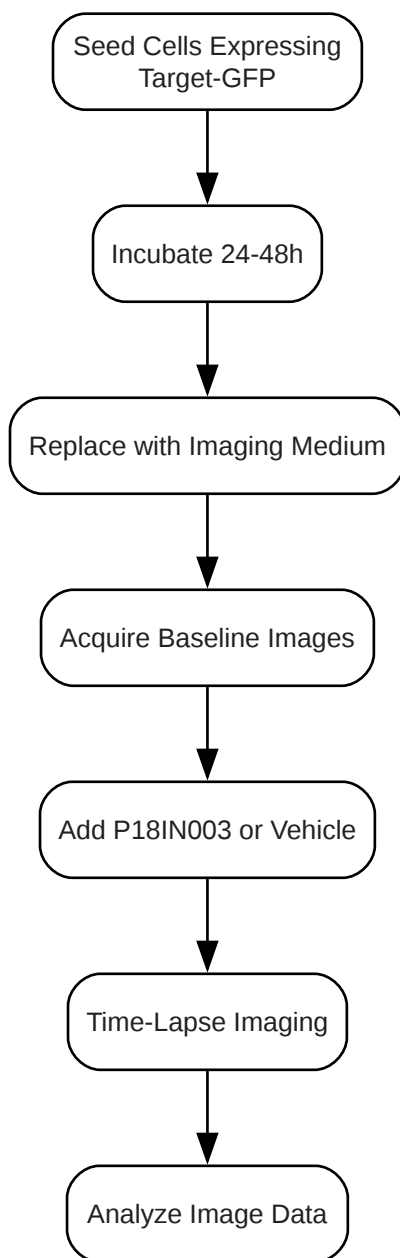 Seed Cells Expressing
Target-GFP
Incubate 24-48h
Replace with Imaging Medium
Acquire Baseline Images
Add P18IN003 or Vehicle
Time-Lapse Imaging
Analyze Image Data